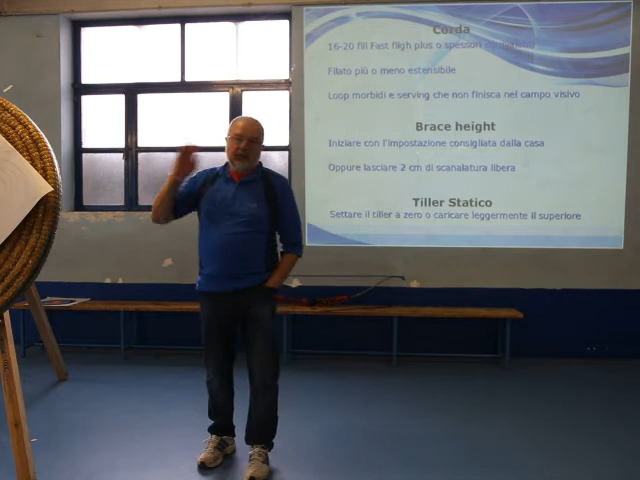 Corda
16-20 fili Fast fligh plus o spessori equivalenti
Filato più o meno estensibile
Loop morbidi e serving che non finisca nel campo visivo
Brace height
Iniziare con l'impostazione consigliata dalla casa
Oppure lasciare 2 cm di scanalatura libera
Tiller Statico
Settare il tiller a zero o caricare leggermente il superiore